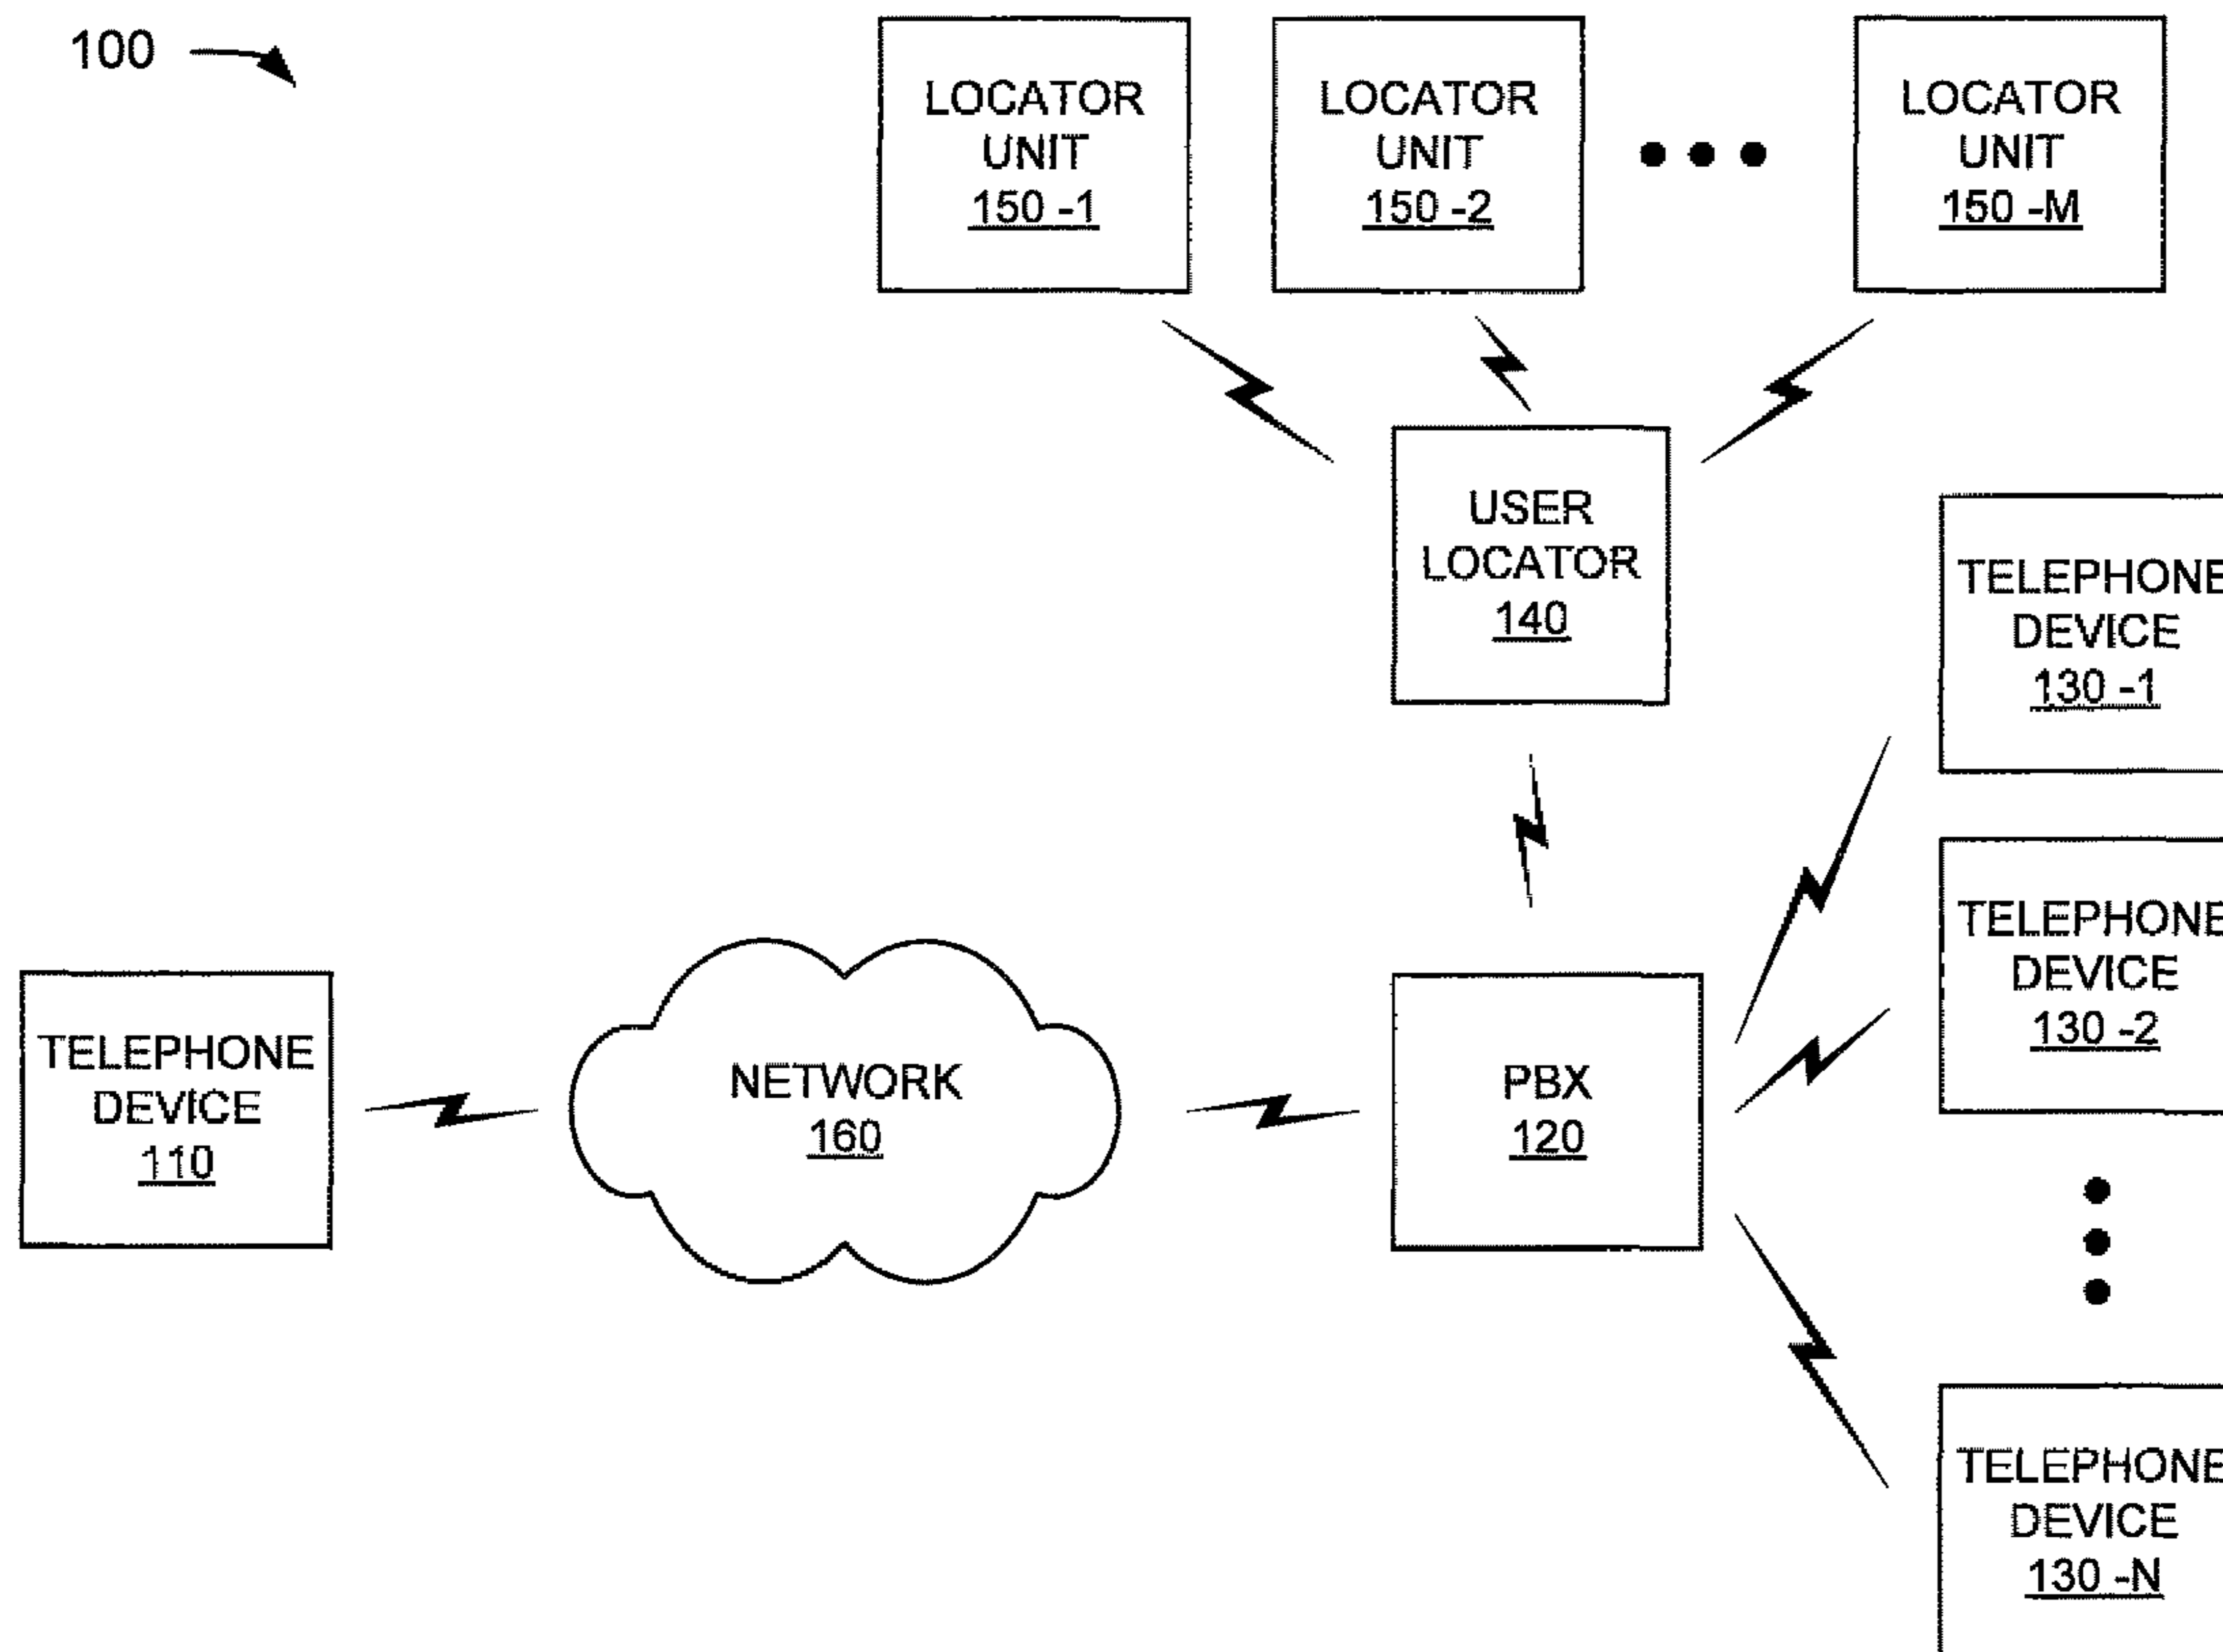 100
LOCATOR
UNIT
150 -1
LOCATOR
UNIT
150 -2
LOCATOR
UNIT
150 -M
USER
LOCATOR
140
TELEPHONE
DEVICE
130 -1
TELEPHONE
DEVICE
130 -2
TELEPHONE
DEVICE
110
NETWORK
160
PBX
120
TELEPHONE
DEVICE
130 -N